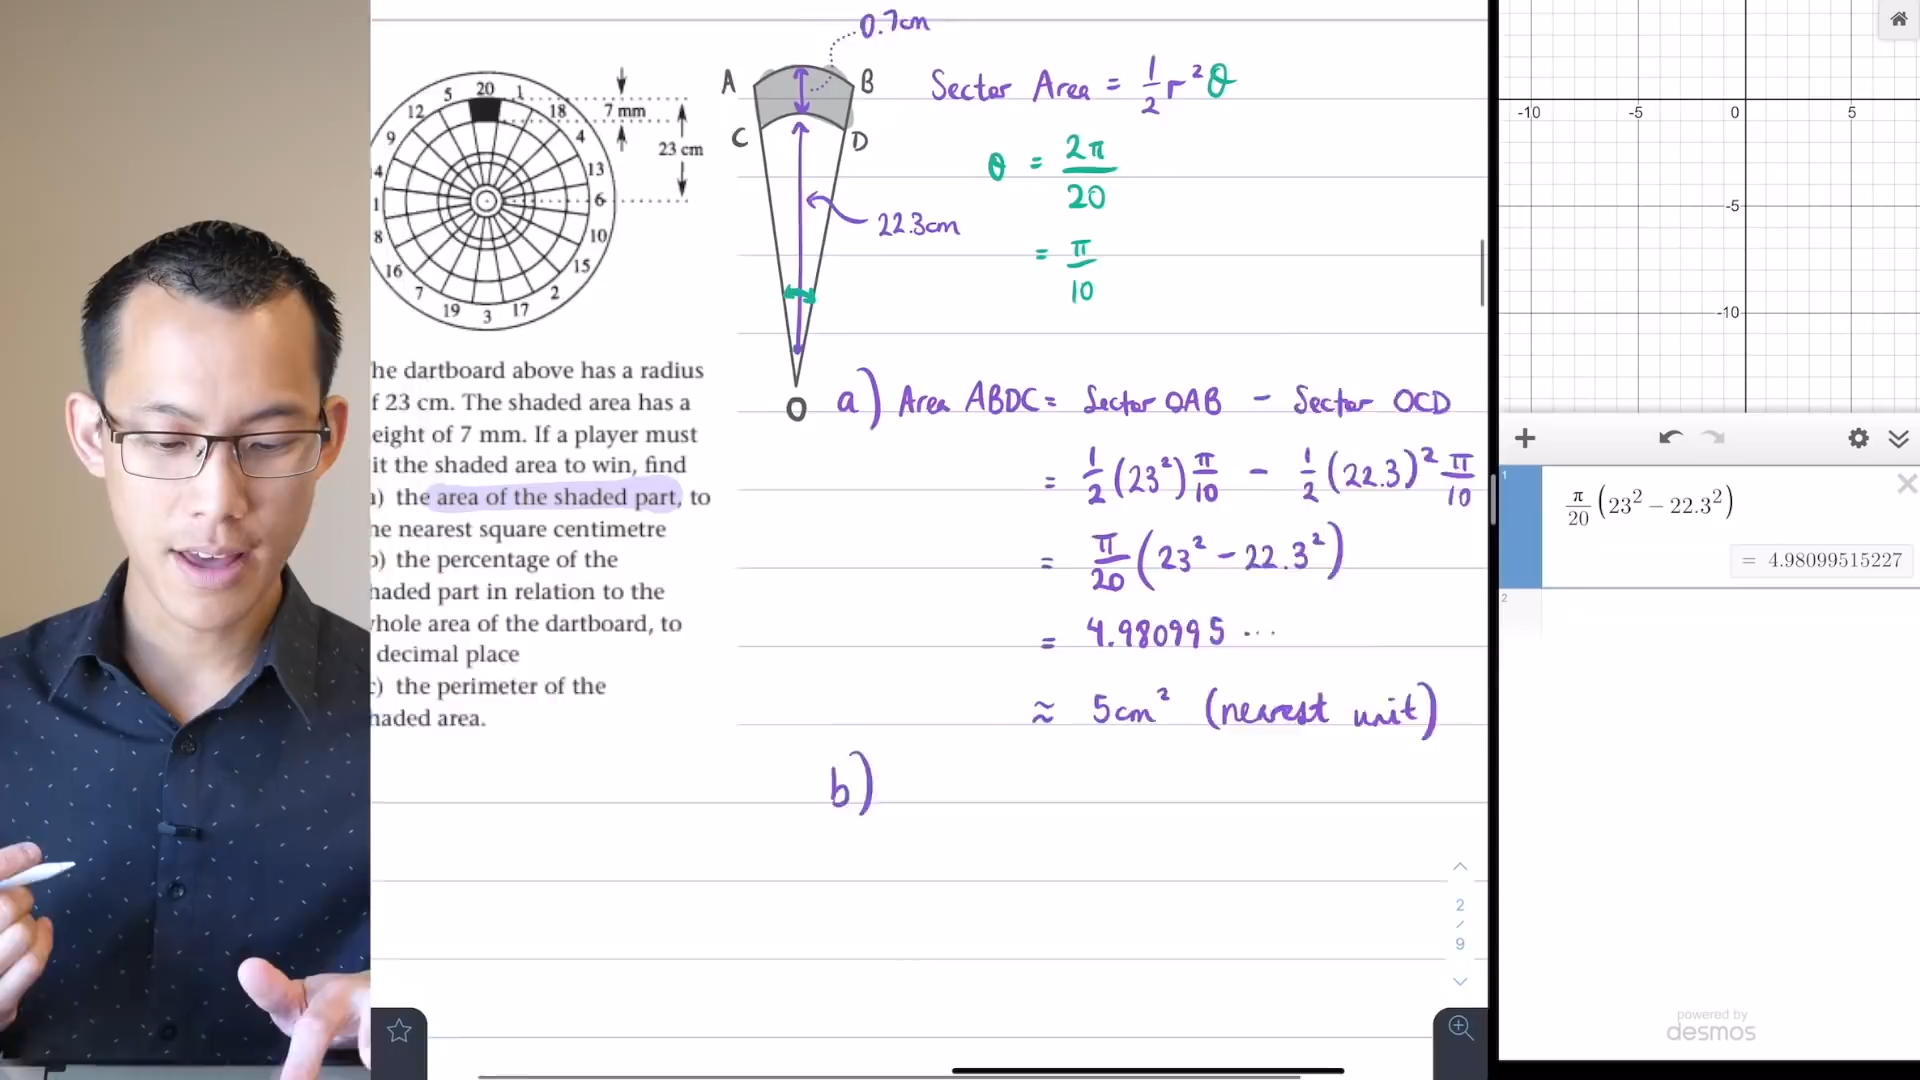 0.7cm
20
5
1
12
18
7 mm
9
4
23 cm
4
13
1
6
8
10
16
15
7
2
19
3
17
A
B
C
D
22.3cm
O
Sector Area = 1/2 r²θ
θ = 2π/20
= π/10
he dartboard above has a radius
f 23 cm. The shaded area has a
eight of 7 mm. If a player must
it the shaded area to win, find
a) the area of the shaded part, to
he nearest square centimetre
b) the percentage of the
haded part in relation to the
hole area of the dartboard, to
decimal place
c) the perimeter of the
haded area.
a) Area ABDC = Sector OAB - Sector OCD
= 1/2 (23²) π/10 - 1/2 (22.3)² π/10
= π/20 (23² - 22.3²)
= 4.980995 ...
≈ 5cm² (nearest unit)
b)
2
/
9
-10
-5
0
5
-5
-10
1
π/20 (23² − 22.3²)
= 4.98099515227
2
powered by
desmos